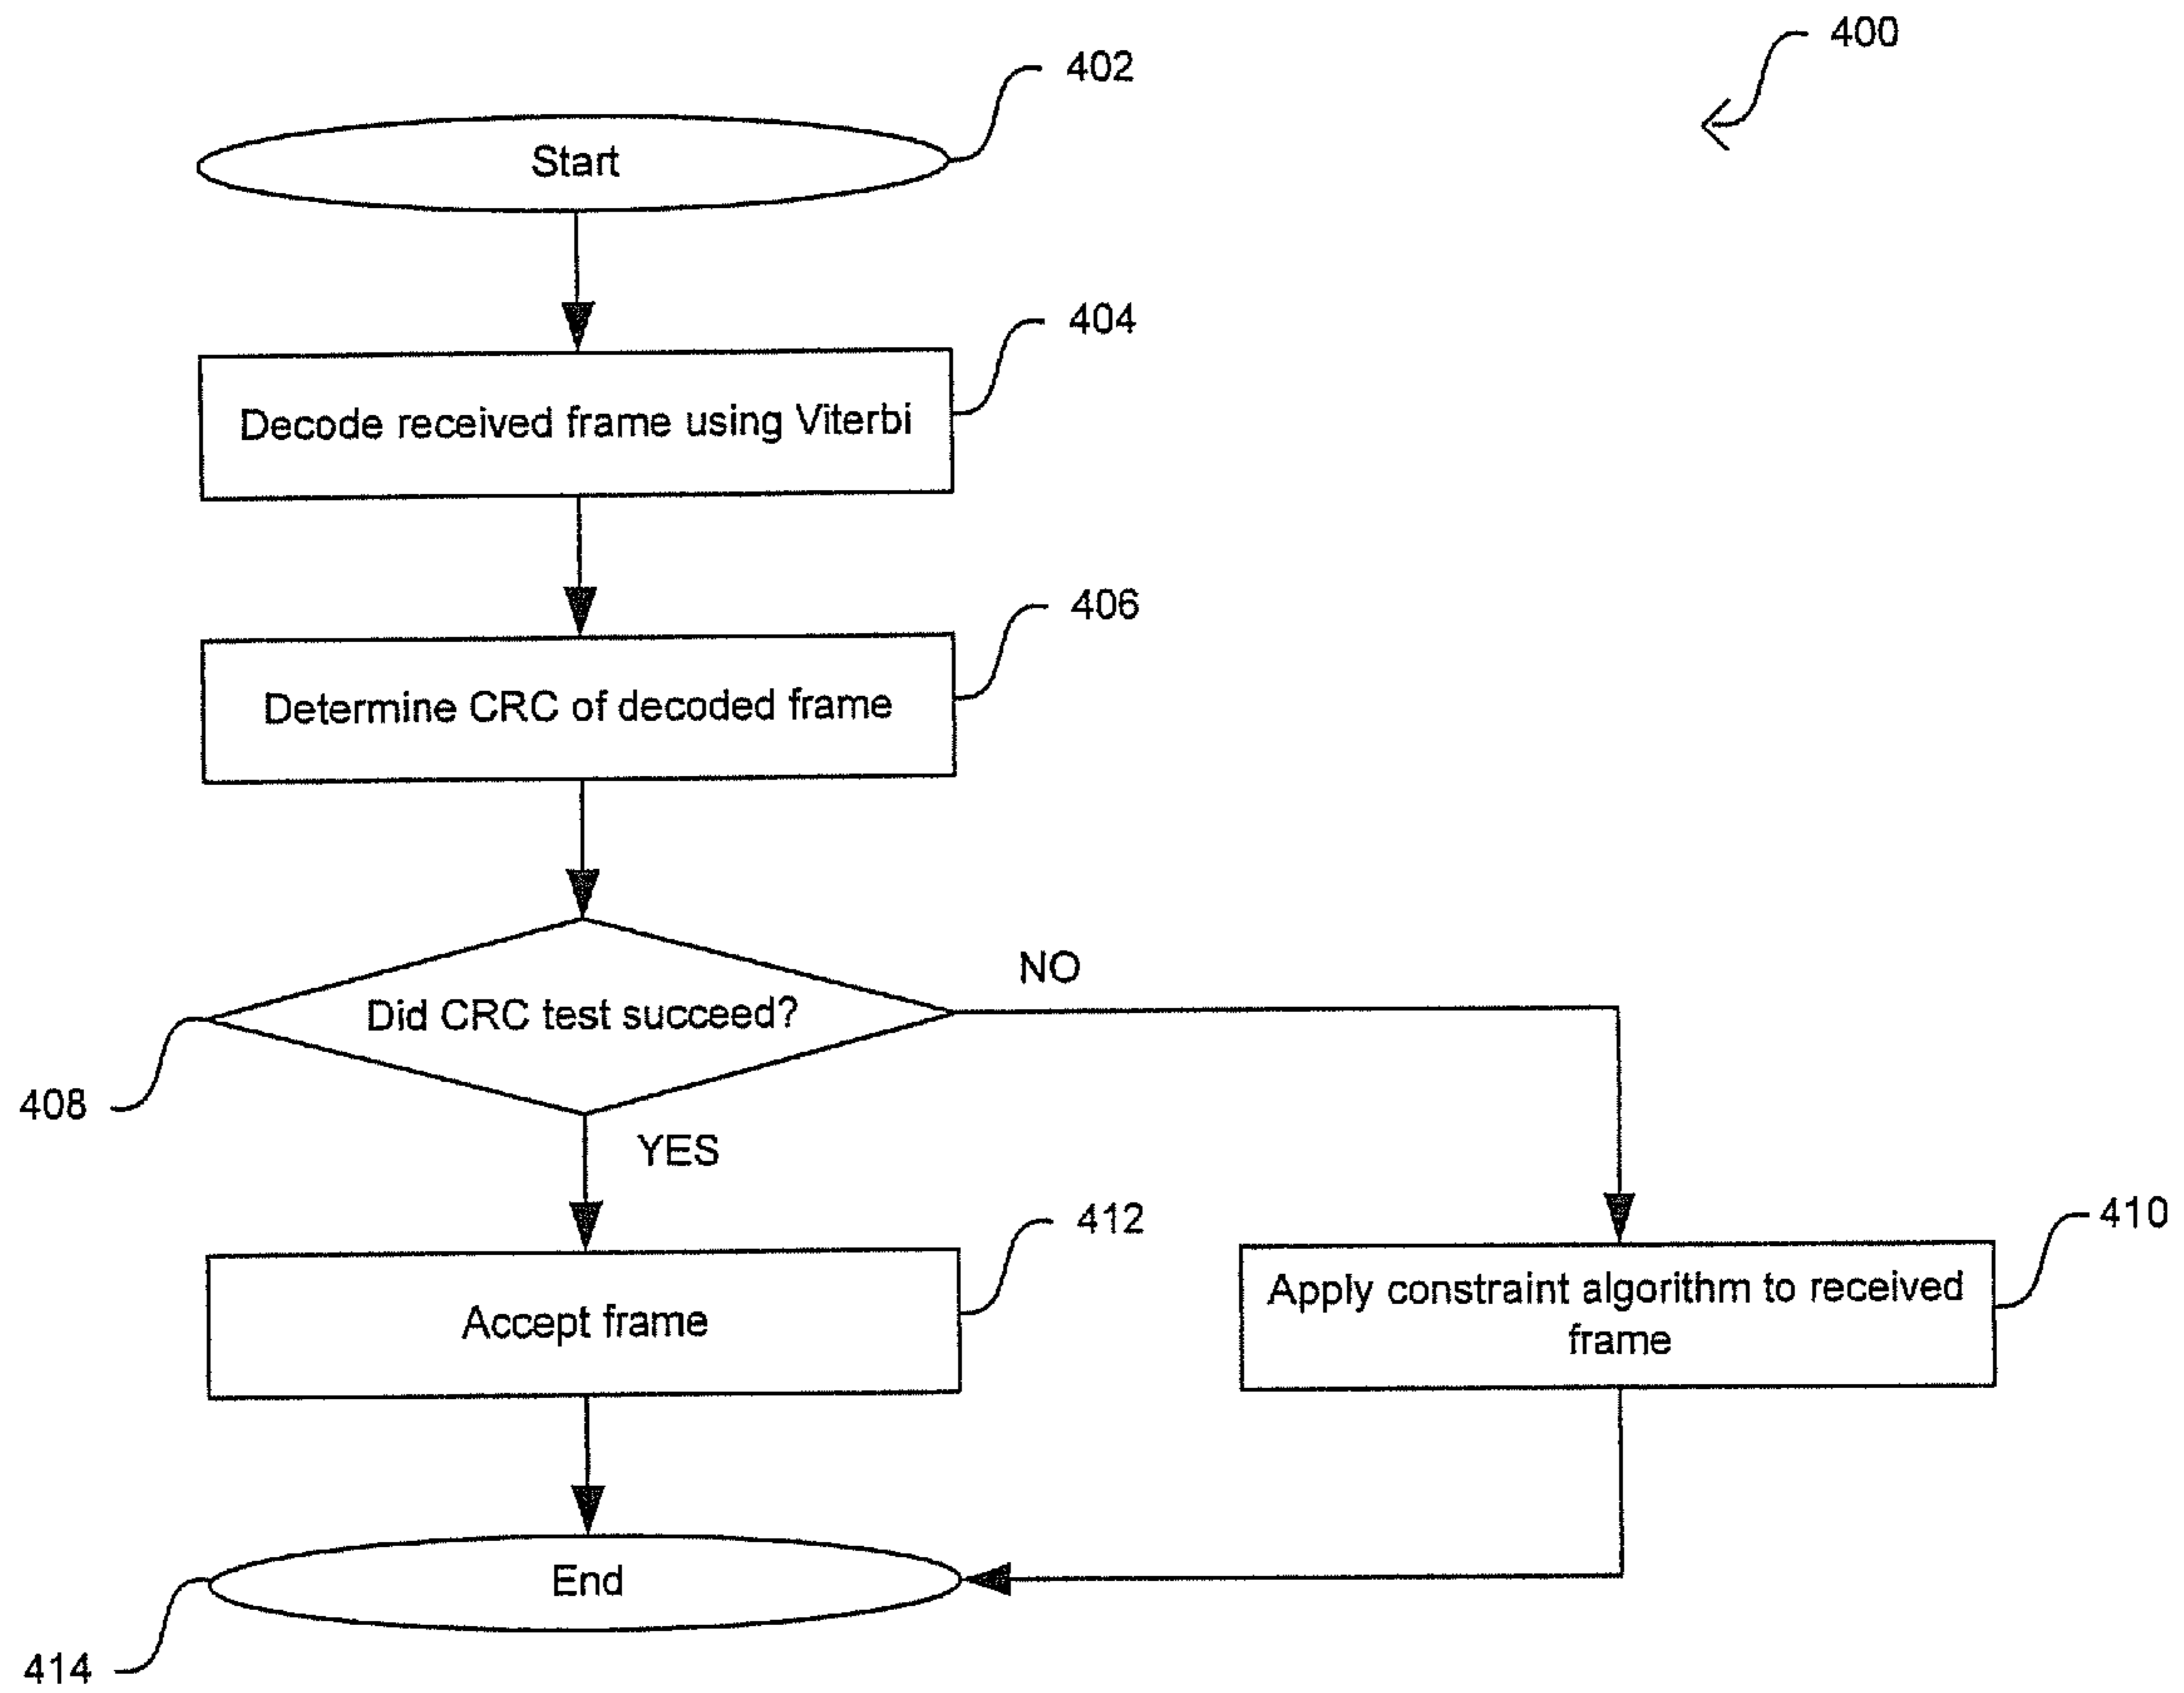 400
402
Start
404
Decode received frame using Viterbi
406
Determine CRC of decoded frame
NO
Did CRC test succeed?
408
YES
412
410
Accept frame
Apply constraint algorithm to received
frame
End
414